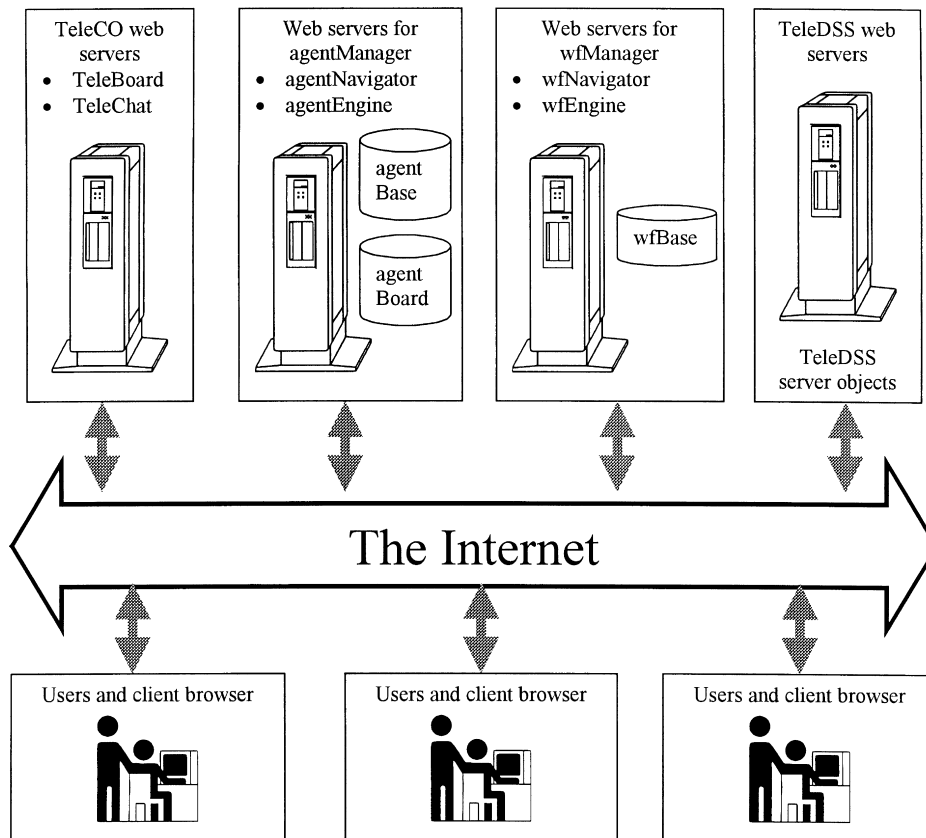 TeleCO web
servers
• TeleBoard
• TeleChat
Web servers for
agentManager
• agentNavigator
• agentEngine
agent
Base
agent
Board
Web servers for
wfManager
• wfNavigator
• wfEngine
wfBase
TeleDSS web
servers
TeleDSS
server objects
The Internet
Users and client browser
Users and client browser
Users and client browser